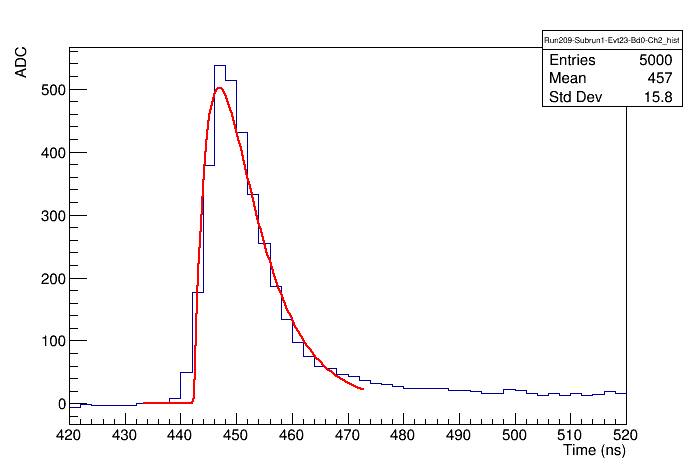 Run209-Subrun1-Evt23-Bd0-Ch2_hist
Entries 5000
Mean 457
Std Dev 15.8
ADC
500
400
300
200
100
0
420 430 440 450 460 470 480 490 500 510 520
Time (ns)